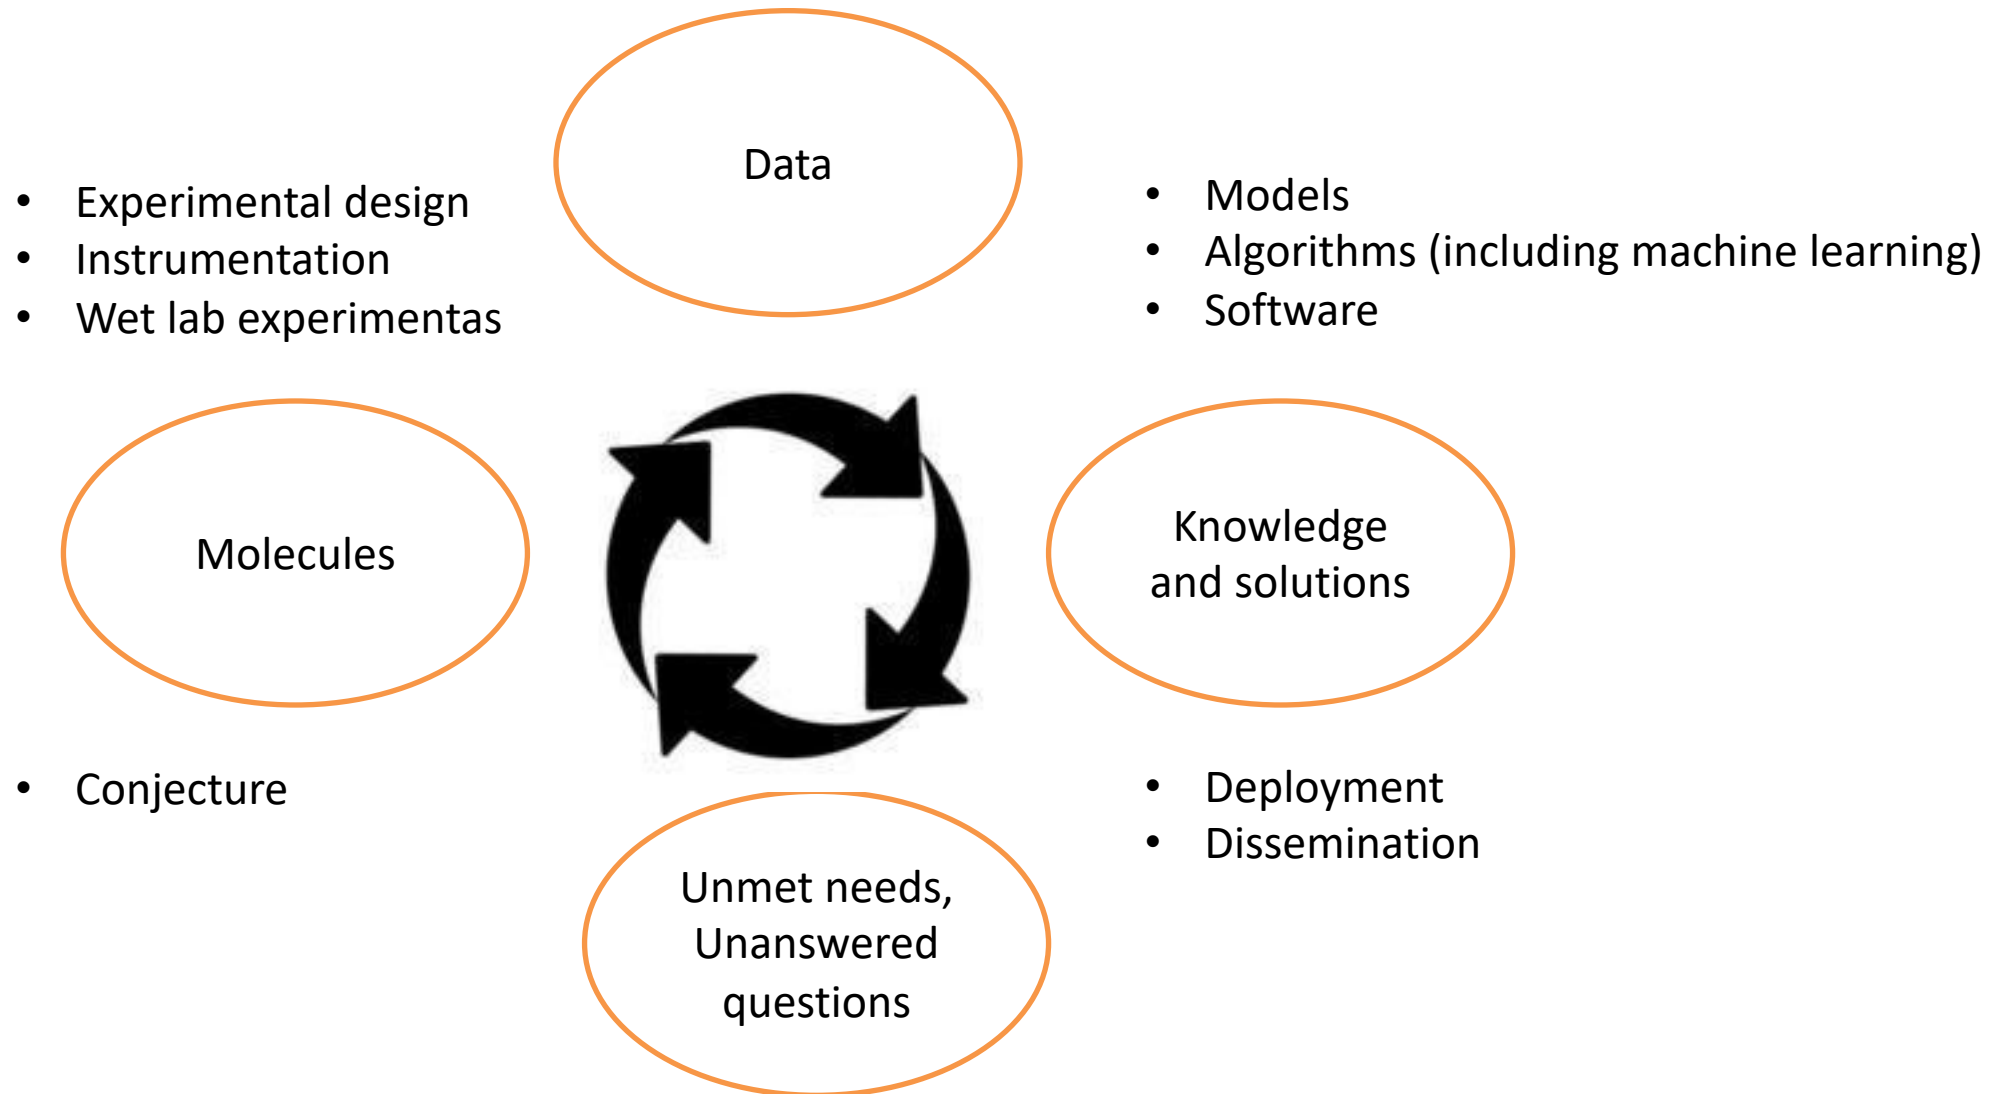 Data
• Experimental design
• Instrumentation
• Wet lab experimentas
• Models
• Algorithms (including machine learning)
• Software
Molecules
Knowledge
and solutions
• Conjecture
• Deployment
• Dissemination
Unmet needs,
Unanswered
questions